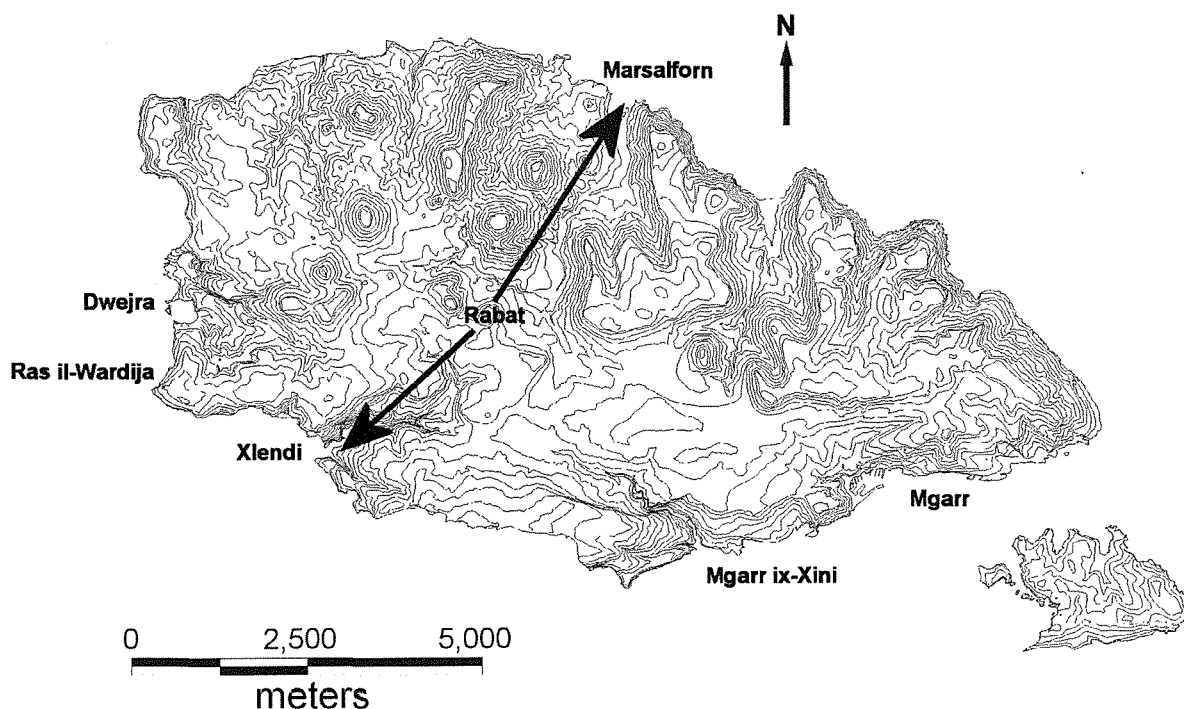 N
Marsalforn
Dwejra
Rabat
Ras il-Wardija
Xlendi
Mgarr
Mgarr ix-Xini
0 2,500 5,000
meters